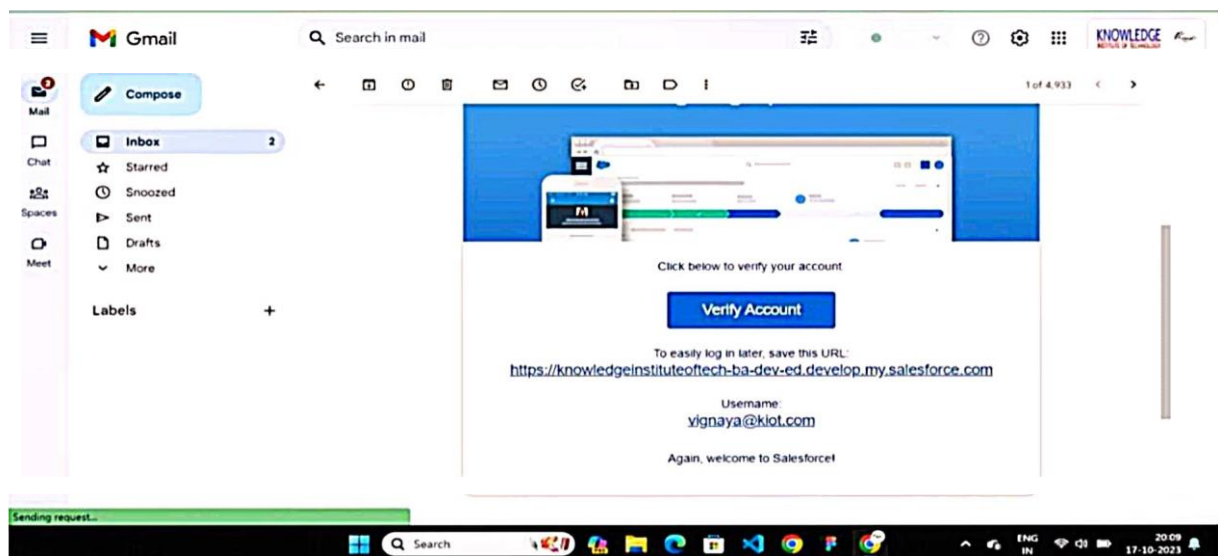 Gmail
Search in mail
KNOWLEDGE
Mail
Compose
1 of 4,933
Inbox 2
Chat
Starred
Snoozed
Spaces
Sent
Drafts
Meet
More
Labels +
Click below to verify your account
Verify Account
To easily log in later, save this URL:
https://knowledgeinstituteoftech-ba-dev-ed.develop.my.salesforce.com
Username:
vignaya@kiot.com
Again, welcome to Salesforce!
Sending request...
Search
ENG
IN
20:09
17-10-2023